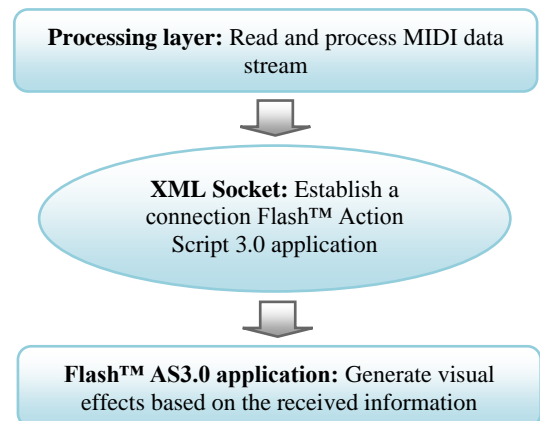 Processing layer: Read and process MIDI data
stream
XML Socket: Establish a
connection Flash™ Action
Script 3.0 application
Flash™ AS3.0 application: Generate visual
effects based on the received information